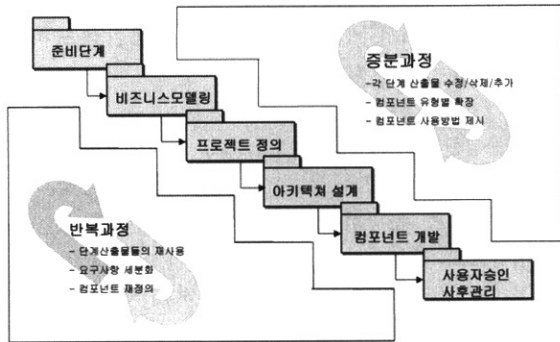 준비단계
비즈니스모델링
프로젝트 정의
아키텍쳐 설계
컴포넌트 개발
사용자승인
사후관리
증분과정
-각 단계 산출물 수정/삭제/추가
- 컴포넌트 유형별 확장
- 컴포넌트 사용방법 제시
반복과정
- 단계산출물들의 재사용
- 요구사항 세분화
- 컴포넌트 재정의